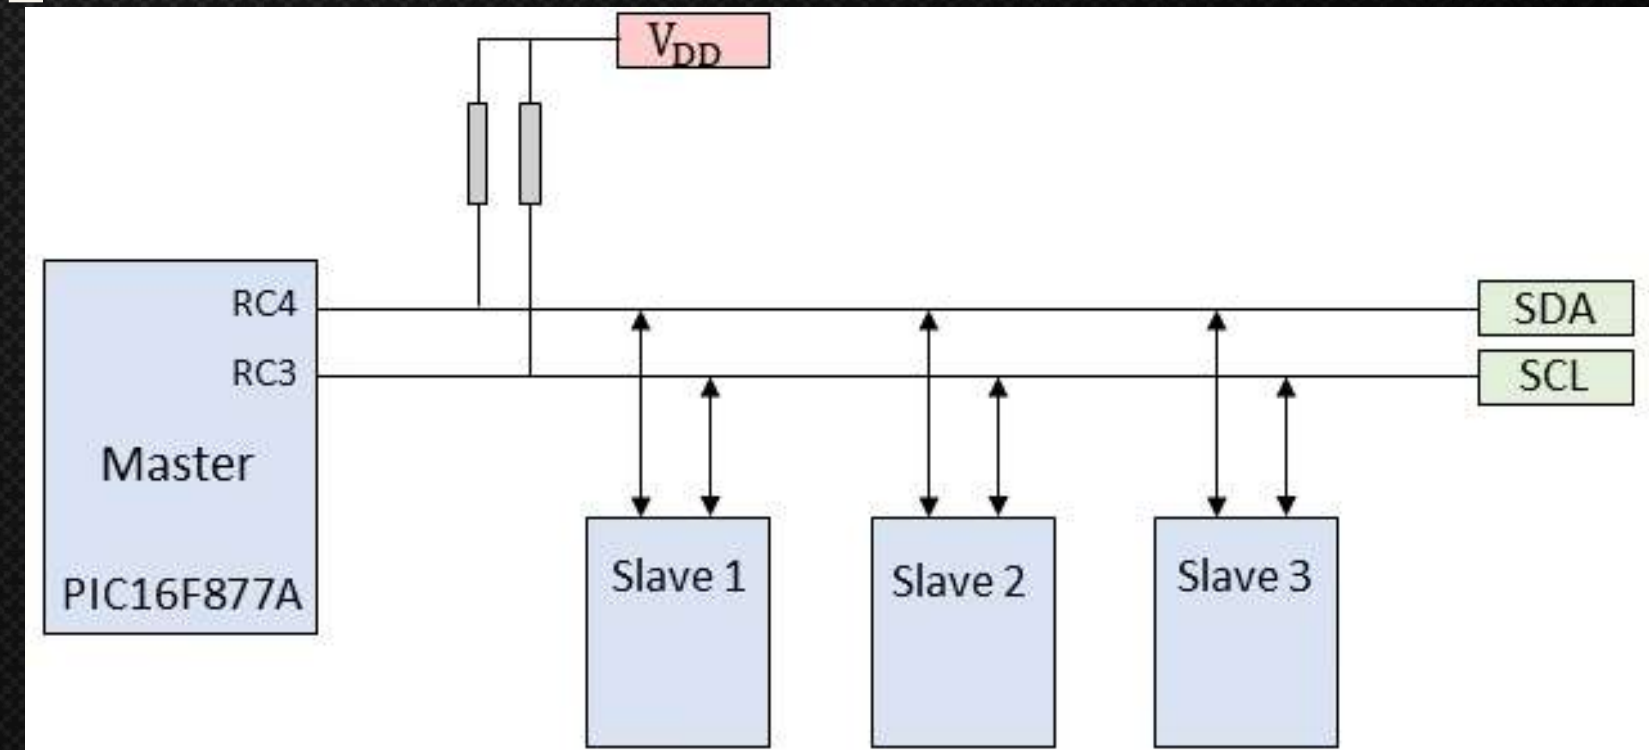 VDD
RC4
SDA
RC3
SCL
Master
PIC16F877A
Slave 1
Slave 2
Slave 3